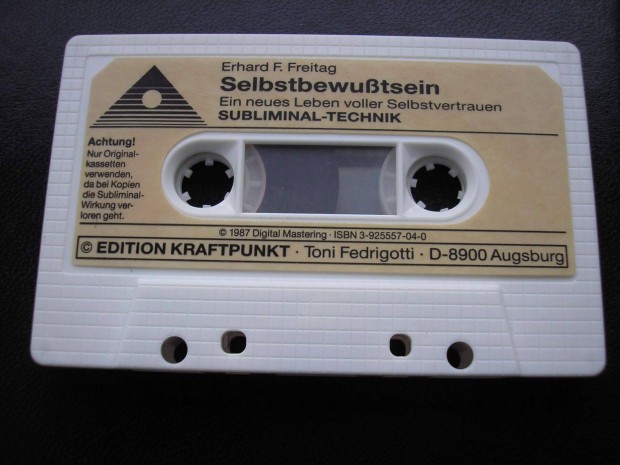 Erhard F. Freitag
Selbstbewußtsein
Ein neues Leben voller Selbstvertrauen
SUBLIMINAL-TECHNIK
Achtung!
Nur Original-
kassetten
verwenden,
da bei Kopien
die Subliminal-
Wirkung ver-
loren geht.
© 1987 Digital Mastering · ISBN 3-925557-04-0
© EDITION KRAFTPUNKT · Toni Fedrigotti · D-8900 Augsburg